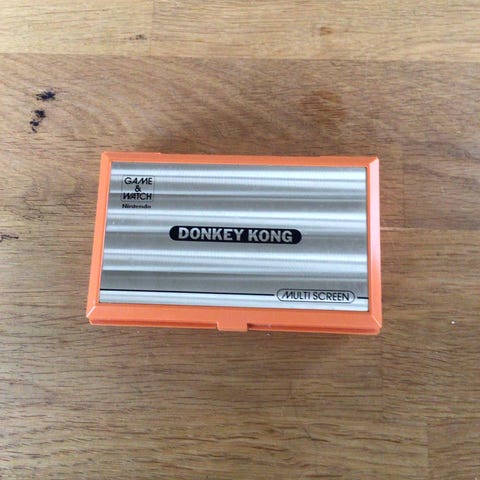 GAME
&
WATCH
Nintendo
DONKEY KONG
MULTI SCREEN